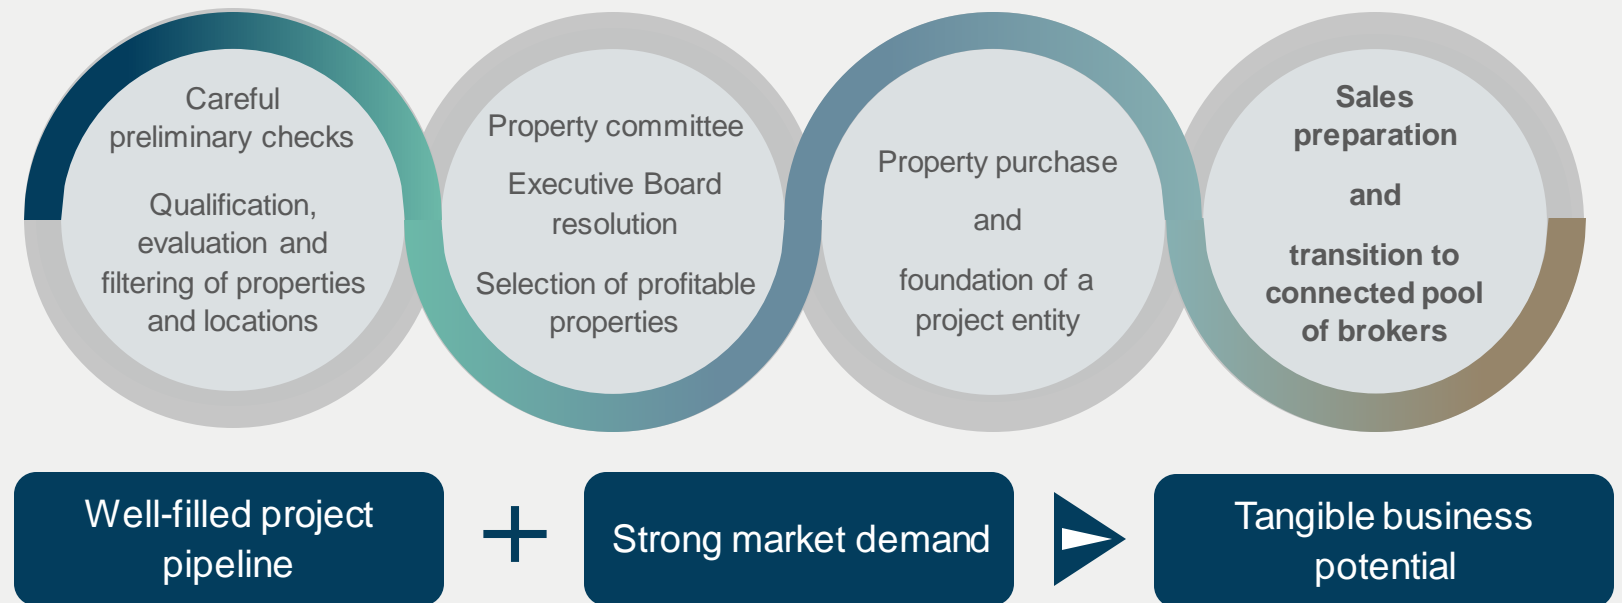 Careful
preliminary checks
Qualification,
evaluation and
filtering of properties
and locations
Property committee
Executive Board
resolution
Selection of profitable
properties
Property purchase
and
foundation of a
project entity
Sales
preparation
and
transition to
connected pool
of brokers
Well-filled project
pipeline
+
Strong market demand
Tangible business
potential